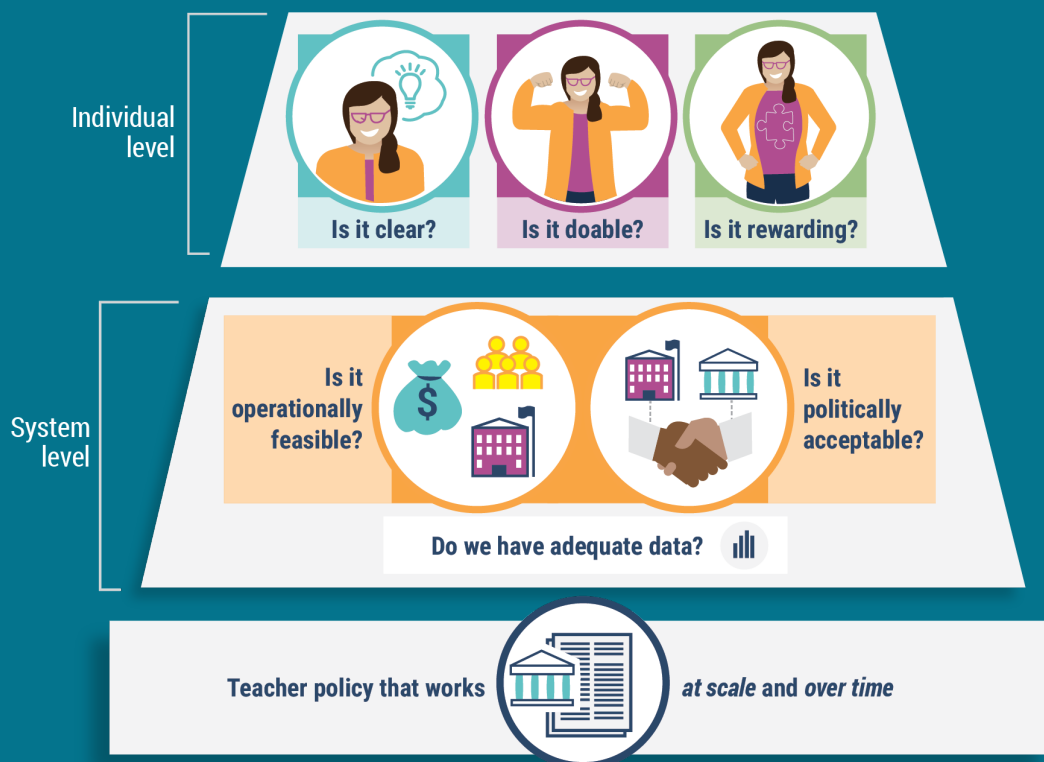 Individual
level
Is it clear?
Is it doable?
Is it rewarding?
System
level
Is it
operationally
feasible?
$
Is it
politically
acceptable?
Do we have adequate data?
Teacher policy that works
at scale and over time